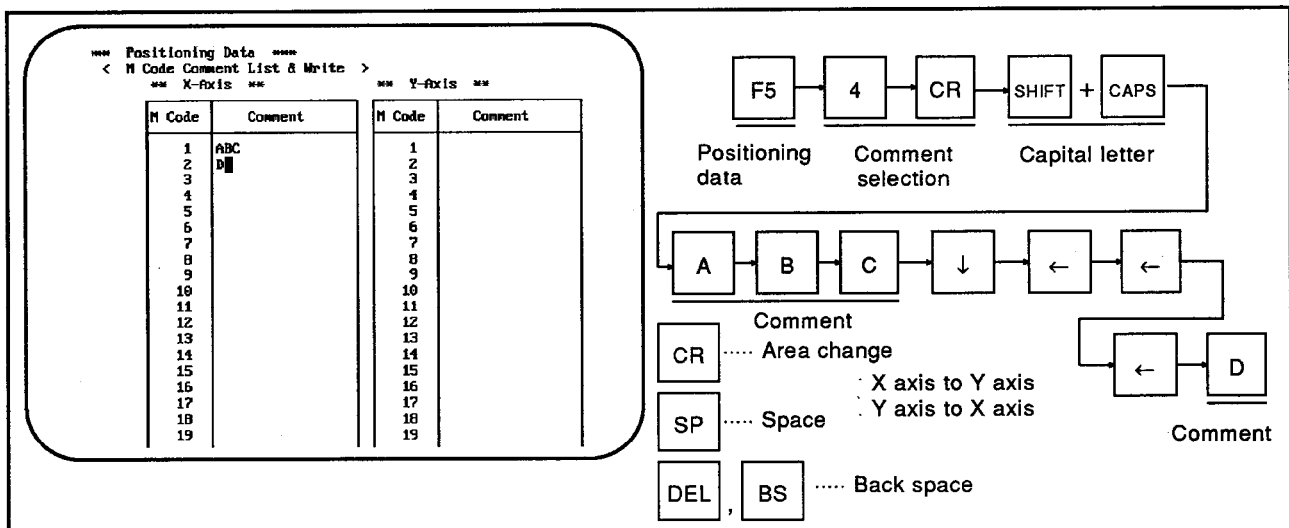 *** Positioning Data ***
< M Code Comment List & Write >
** X-Axis ** ** Y-Axis **
M Code Comment M Code Comment
1 ABC 1
2 D 2
3 3
4 4
5 5
6 6
7 7
8 8
9 9
10 10
11 11
12 12
13 13
14 14
15 15
16 16
17 17
18 18
19 19
F5 4 CR SHIFT + CAPS
Positioning data
Comment selection
Capital letter
A B C ↓ ← ←
Comment
← D
Comment
CR ····· Area change
X axis to Y axis
Y axis to X axis
SP ····· Space
DEL , BS ····· Back space